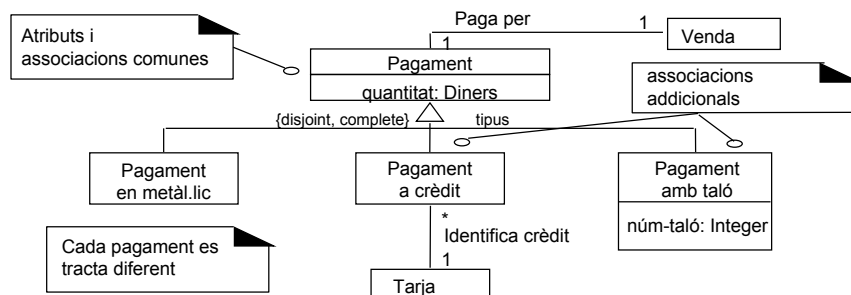 Atributs i
associacions comunes
Paga per
1
1
Venda
Pagament
quantitat: Diners
associacions
addicionals
{disjoint, complete}
tipus
Pagament
en metàl.lic
Pagament
a crèdit
Pagament
amb taló
núm-taló: Integer
Cada pagament es
tracta diferent
*
Identifica crèdit
1
Tarja